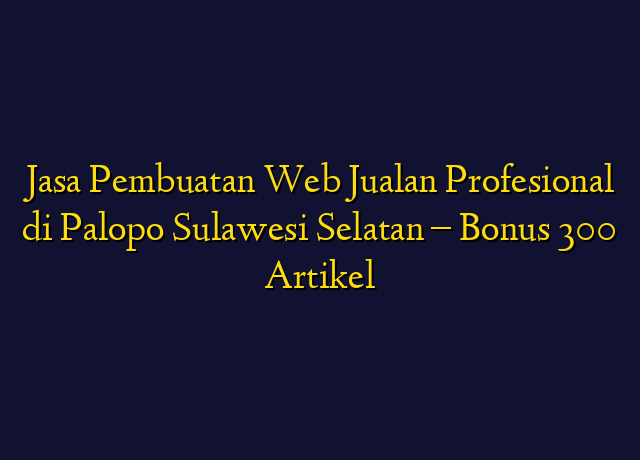 Jasa Pembuatan Web Jualan Profesional
di Palopo Sulawesi Selatan – Bonus 300
Artikel